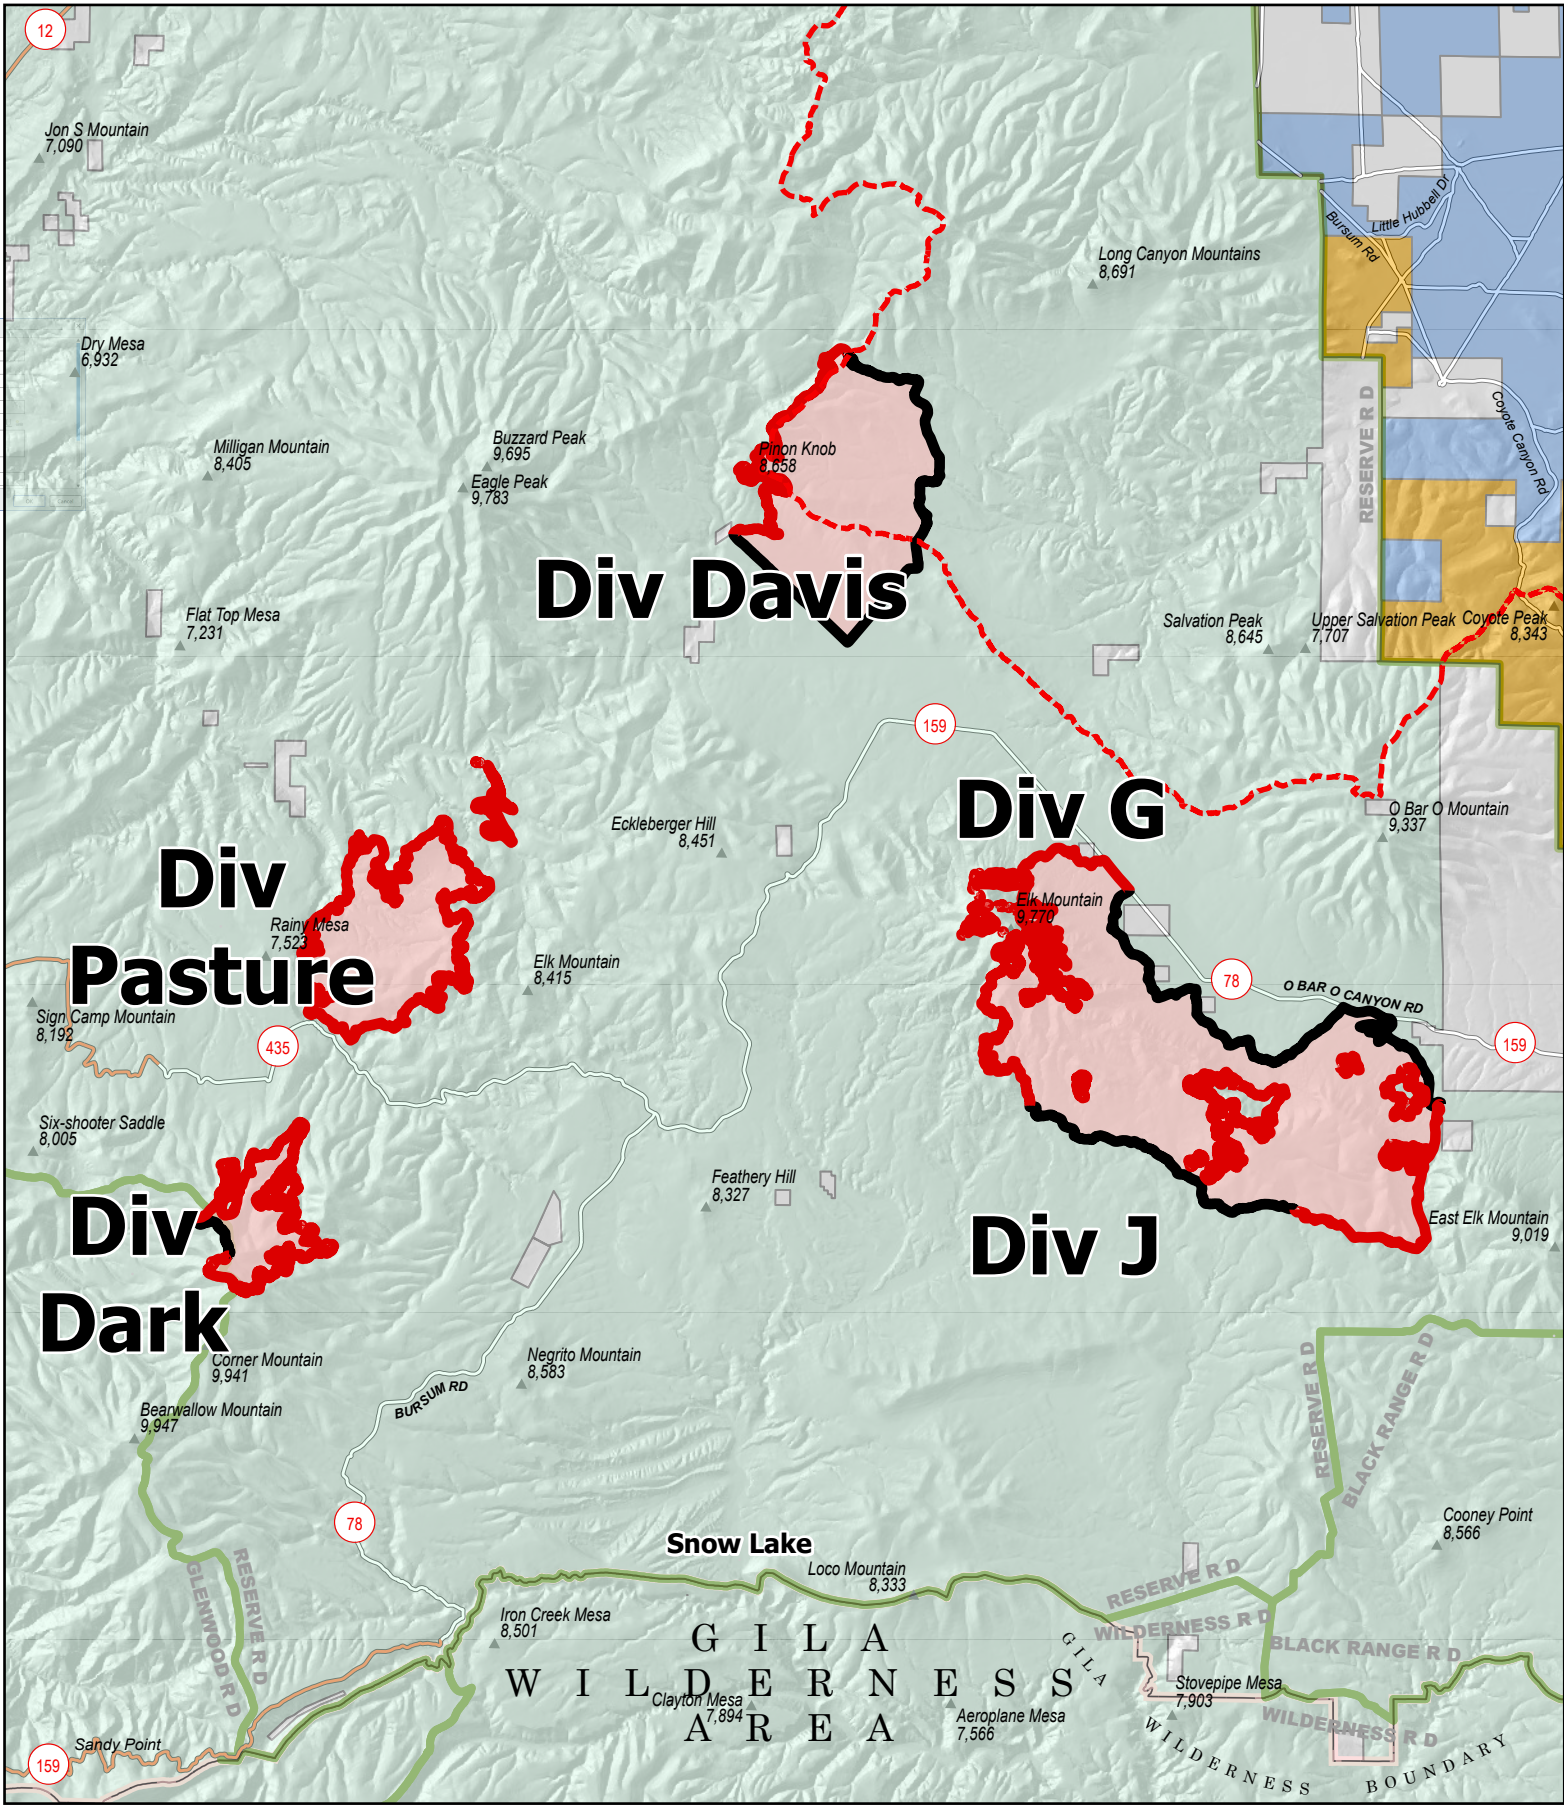 12
Jon S Mountain
7,090
Little Hubbell Dr
Bursum Rd
Long Canyon Mountains
8,691
Dry Mesa
6,932
RESERVE R D
Coyote Canyon Rd
Buzzard Peak
9,695
Milligan Mountain
8,405
Pinon Knob
8,658
Eagle Peak
9,783
Div Davis
Flat Top Mesa
7,231
Salvation Peak
8,645
Upper Salvation Peak
7,707
Coyote Peak
8,343
159
Div G
O Bar O Mountain
9,337
Eckleberger Hill
8,451
Div
Pasture
Rainy Mesa
7,523
Elk Mountain
9,770
Elk Mountain
8,415
78
O BAR O CANYON RD
Sign Camp Mountain
8,192
435
159
Six-shooter Saddle
8,005
Feathery Hill
8,327
Div
Dark
Div J
East Elk Mountain
9,019
Corner Mountain
9,941
Negrito Mountain
8,583
BURSUM RD
Bearwallow Mountain
9,947
RESERVE R D
BLACK RANGE R D
78
Cooney Point
8,566
Snow Lake
Loco Mountain
8,333
RESERVE R D
GLENWOOD R D
RESERVE R D
WILDERNESS R D
Iron Creek Mesa
8,501
GILA
WILDERNESS
AREA
GILA
WILDERNESS
BOUNDARY
BLACK RANGE R D
Clayton Mesa
7,894
Aeroplane Mesa
7,566
Stovepipe Mesa
7,903
WILDERNESS R D
Sandy Point
159